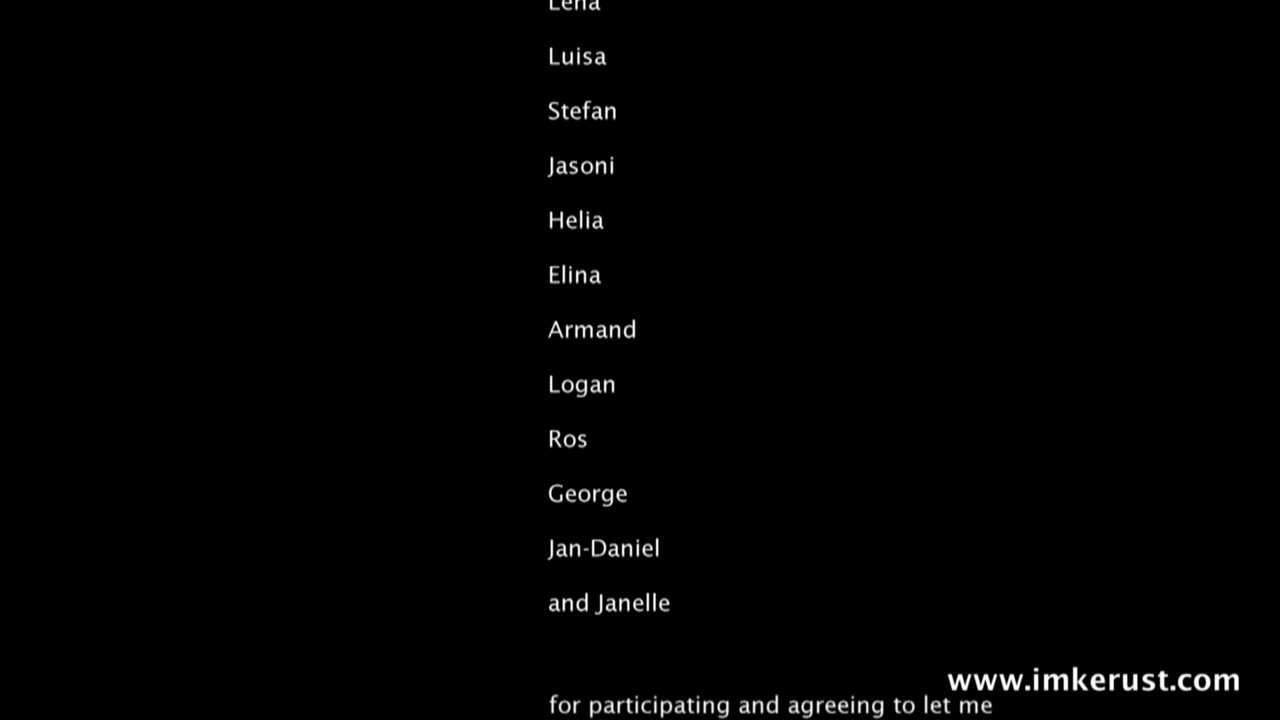 Lena
Luisa
Stefan
Jasoni
Helia
Elina
Armand
Logan
Ros
George
Jan-Daniel
and Janelle
www.imkerust.com
for participating and agreeing to let me